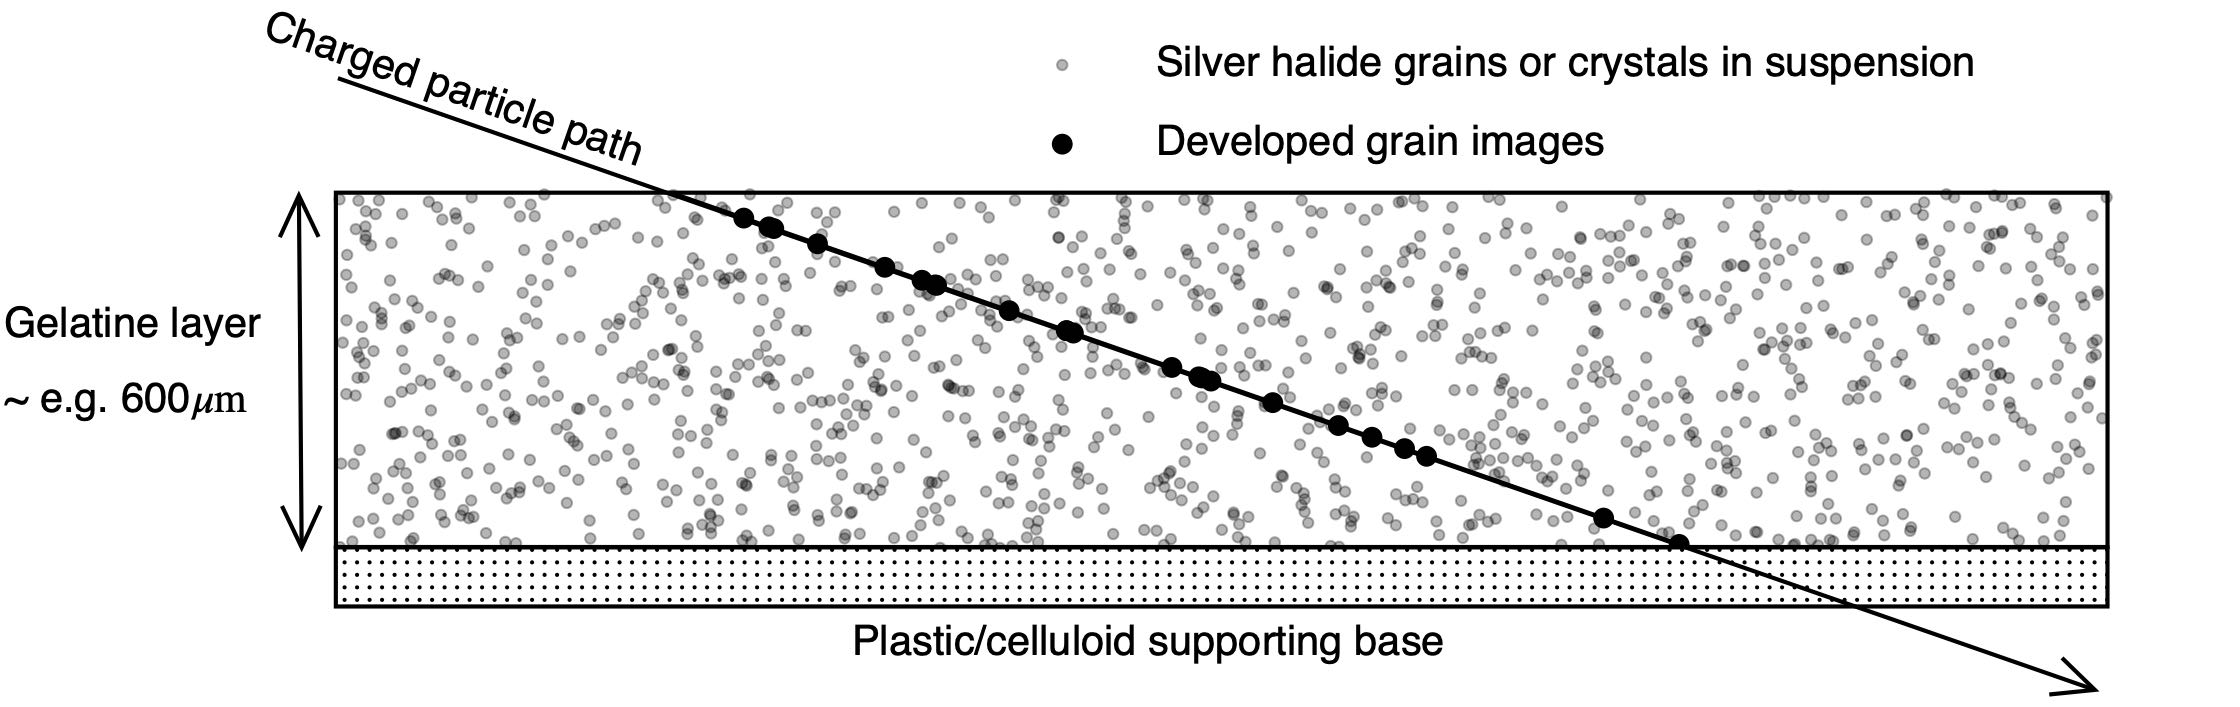 Charged particle path
Silver halide grains or crystals in suspension
Developed grain images
Gelatine layer
~ e.g. 600μm
Plastic/celluloid supporting base